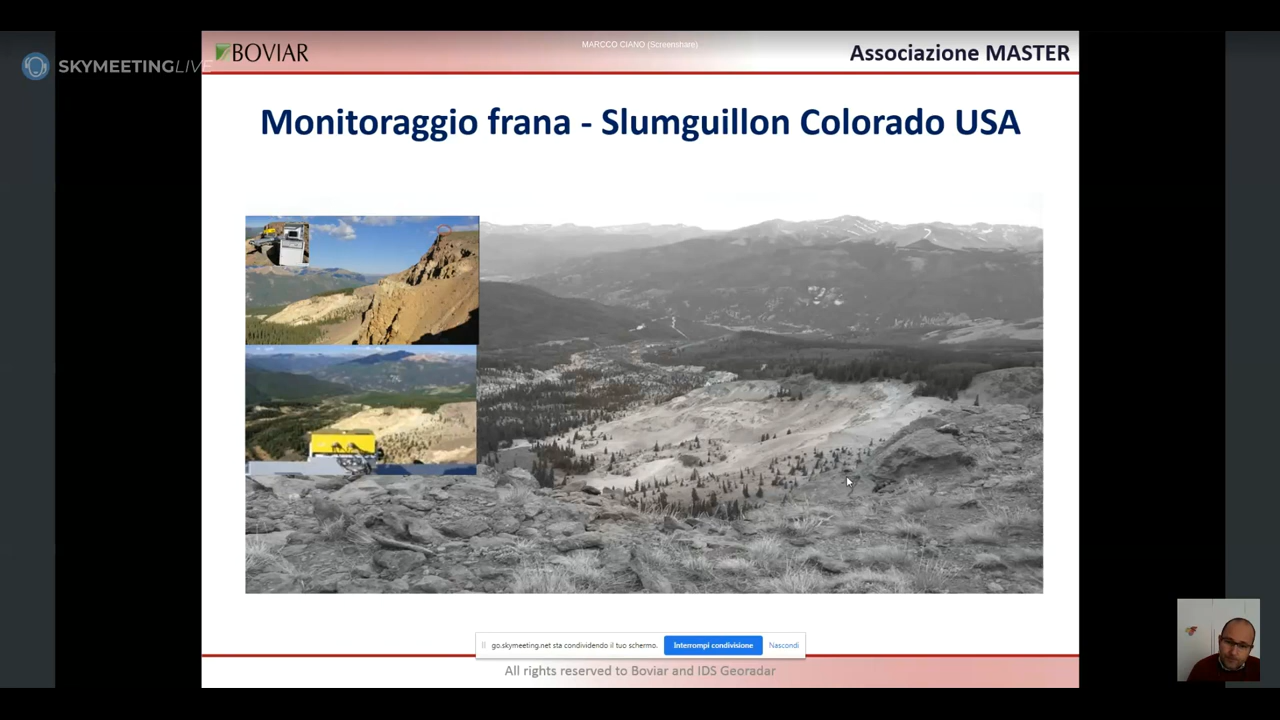 SKYMEETINGLIVE
BOVIAR
MARCCO CIANO (Screenshare)
Associazione MASTER
Monitoraggio frana - Slumguillon Colorado USA
go.skymeeting.net sta condividendo il tuo schermo.
Interrompi condivisione
Nascondi
All rights reserved to Boviar and IDS Georadar